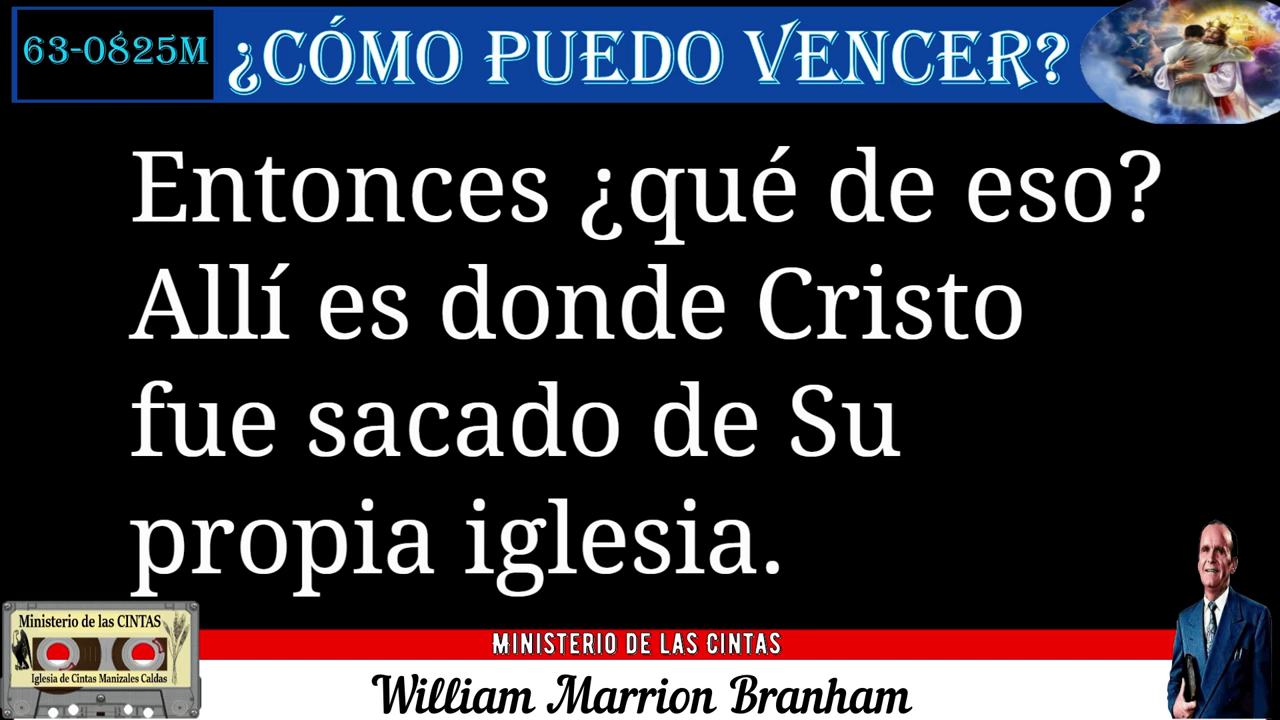 63-0825M
¿CÓMO PUEDO VENCER?
Entonces ¿qué de eso?
Allí es donde Cristo
fue sacado de Su
propia iglesia.
Ministerio de las CINTAS
Iglesia de Cintas Manizales Caldas
MINISTERIO DE LAS CINTAS
William Marrion Branham